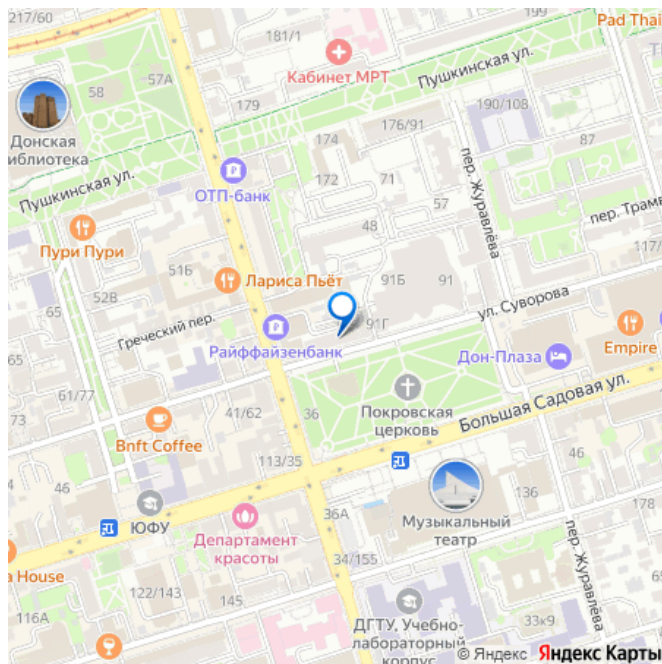 217/60
199
Pad Thai
181/1
Кабинет МРТ
57А
58
179
Пушкинская ул.
190/108
Донская
иблиотека
176/91
174
87
ОТП-банк
172
71
пер. Журавлёва
Пушкинская ул.
57
пер. Трамв
48
Пури Пури
117/
51Б
Лариса Пьёт
91Б
91
52В
65
Греческий пер.
91Г
ул. Суворова
Райффайзенбанк
Дон-Плаза
Empire
65
61/77
41/62
36
Покровская
церковь
Большая Садовая ул.
Bnft Coffee
54
46
113/35
46
136
ЮФУ
36А
178
Музыкальный
театр
Департамент
красоты
a House
34/155
пер. Журавлёва
122/143
145
116А
ДГТУ, Учебно-
лабораторный
корпус
33к9
© Яндекс Яндекс Карты